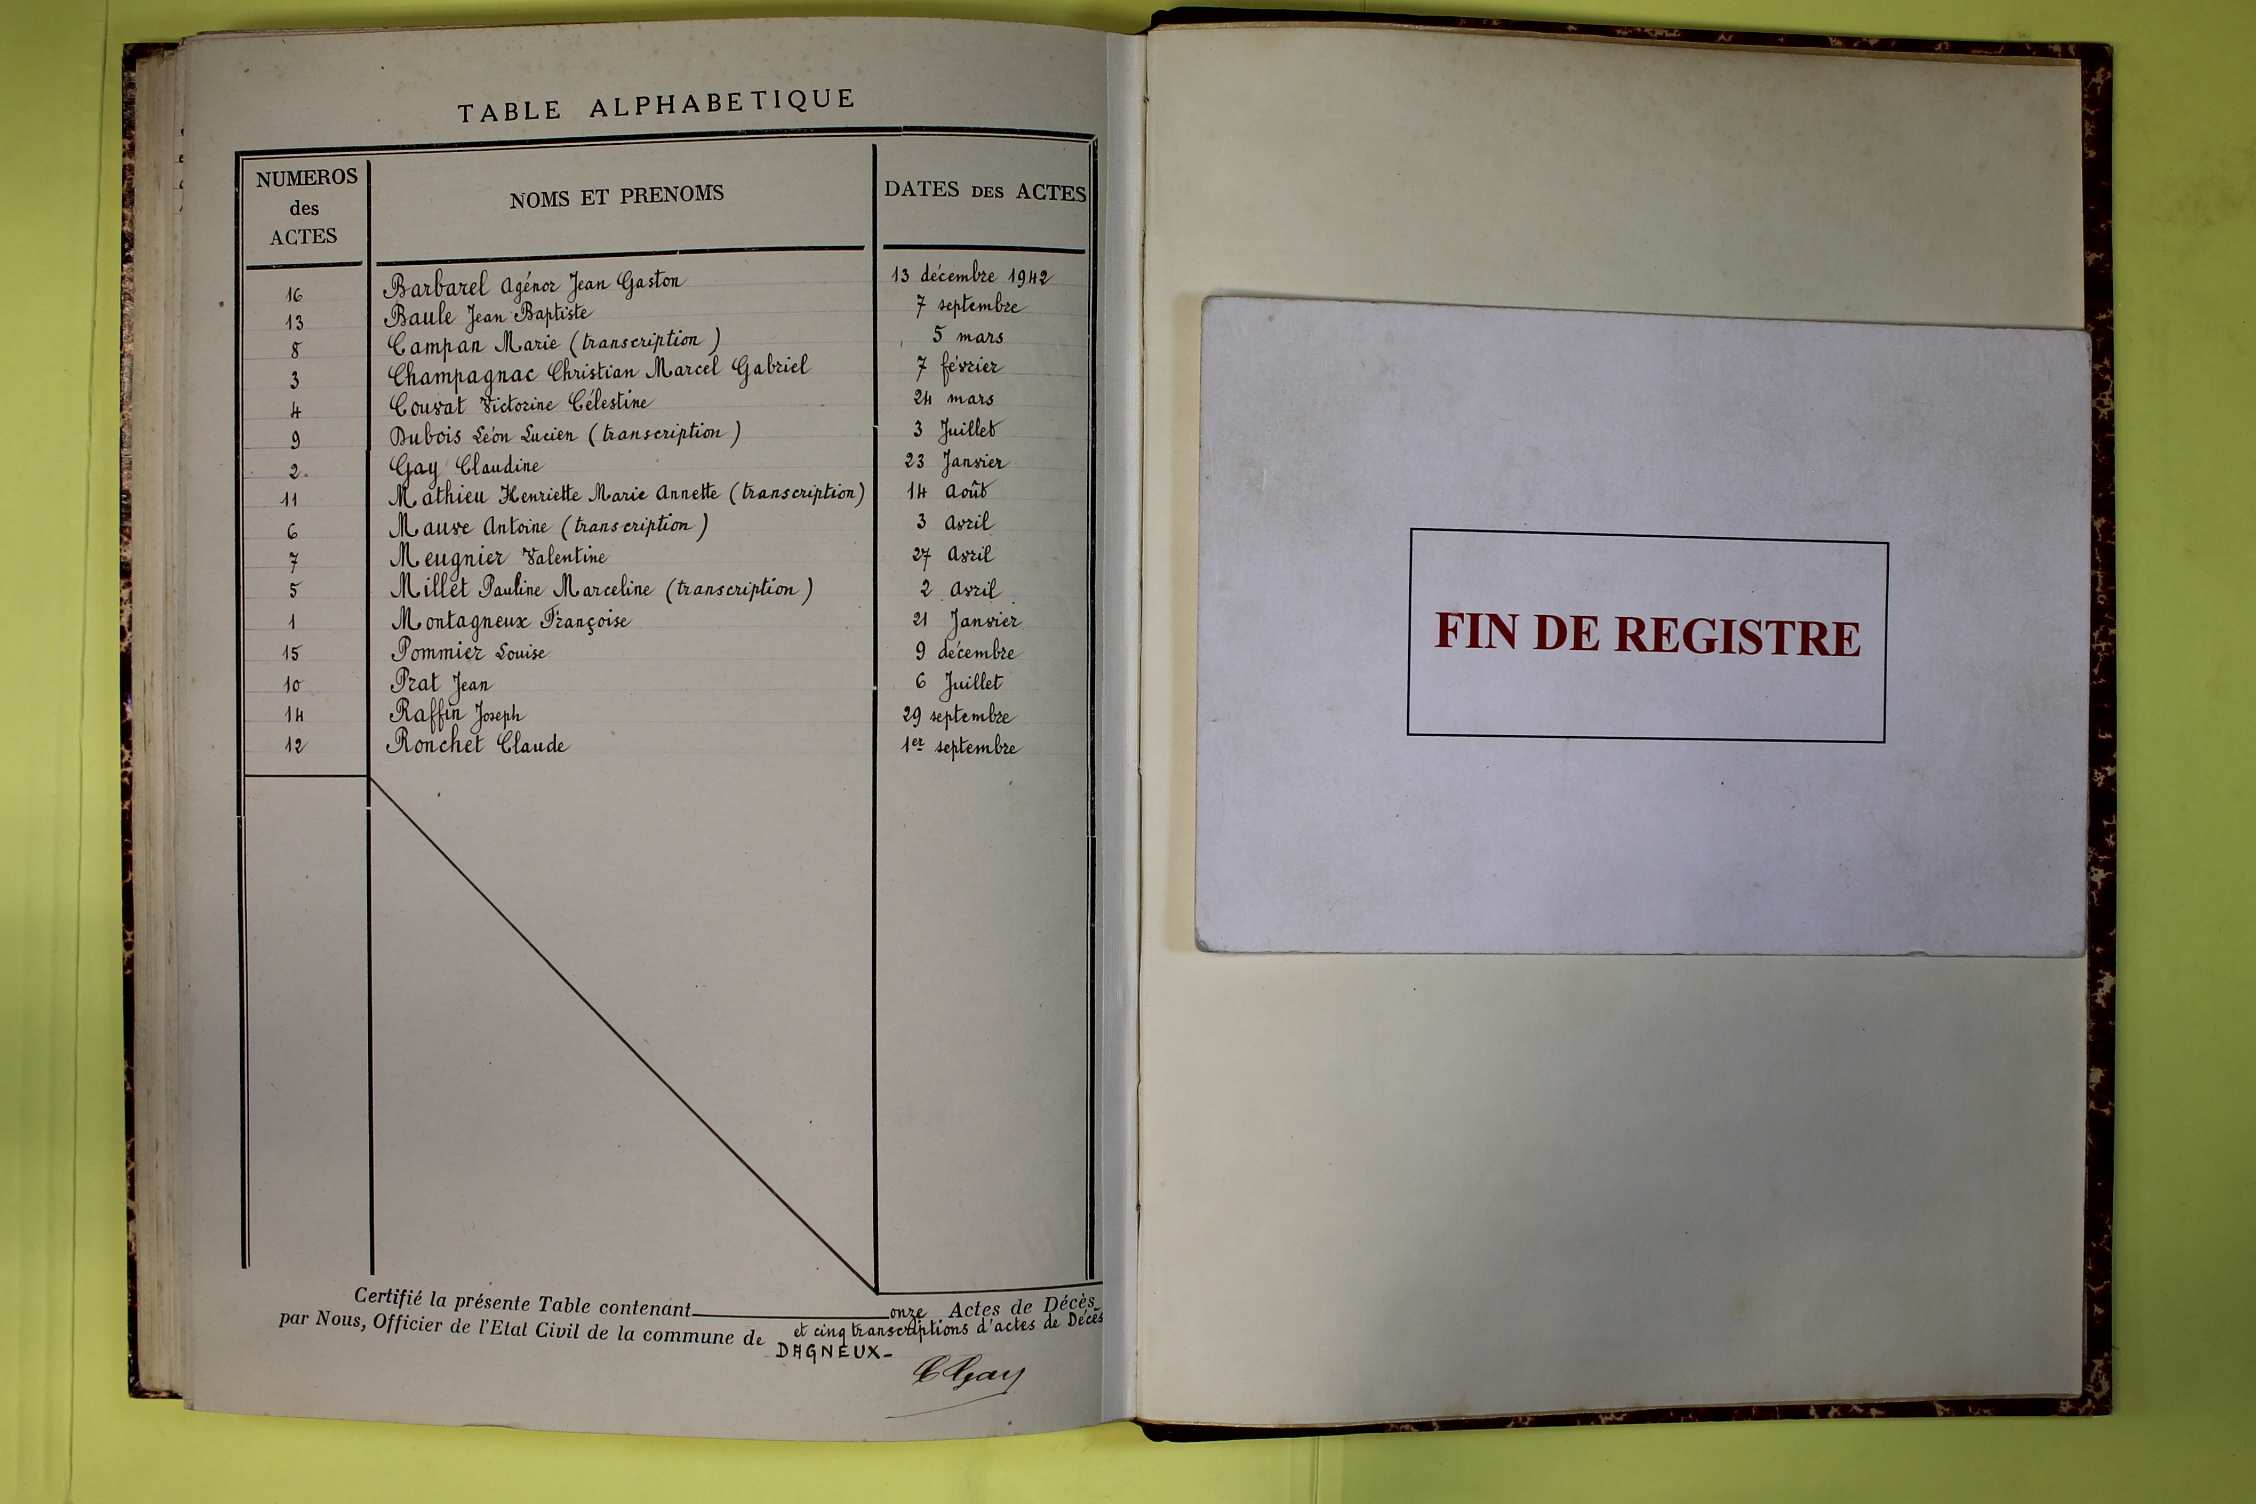 TABLE ALPHABETIQUE
NUMEROS des ACTES NOMS ET PRENOMS DATES DES ACTES
16 Barbarel Agénor Jean Gaston 13 décembre 1942
13 Baule Jean Baptiste 7 septembre
8 Campan Marie (transcription) 5 mars
3 Champagnac Christian Marcel Gabriel 7 février
4 Couvat Victorine Célestine 24 mars
9 Dubois Léon Lucien (transcription) 3 Juillet
2 Gay Claudine 23 Janvier
11 Mathieu Henriette Marie Annette (transcription) 14 Août
6 Mauve Antoine (transcription) 3 Avril
7 Meugnier Valentine 27 Avril
5 Millet Pauline Marceline (transcription) 2 Avril
1 Montagneux Françoise 21 Janvier
15 Pommier Louise 9 décembre
10 Prat Jean 6 Juillet
14 Raffin Joseph 29 septembre
12 Ronchet Claude 1er septembre
Certifié la présente Table contenant onze Actes de Décès
et cinq transcriptions d'actes de Décès
par Nous, Officier de l'Etat Civil de la commune de
DAGNEUX-
CGay
FIN DE REGISTRE